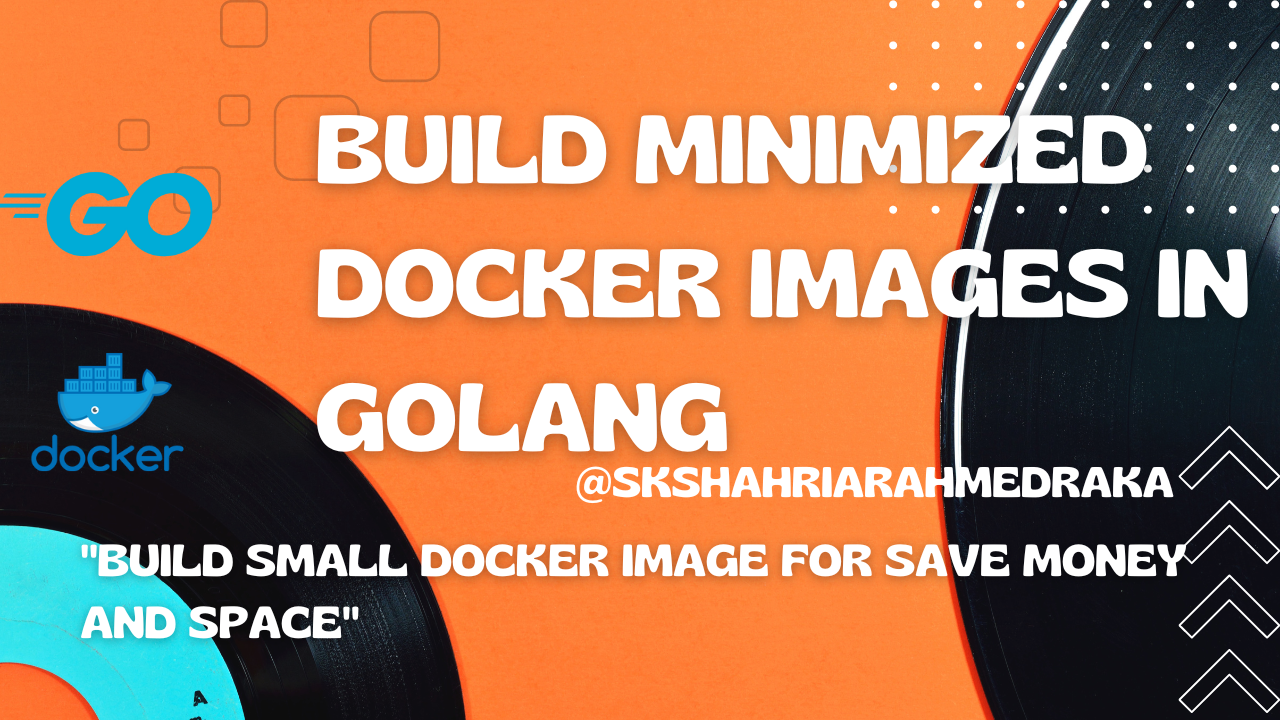 BUILD MINIMIZED
DOCKER IMAGES IN
GOLANG
GO
docker
@SKSHAHRIARAHMEDRAKA
"BUILD SMALL DOCKER IMAGE FOR SAVE MONEY
AND SPACE"
A